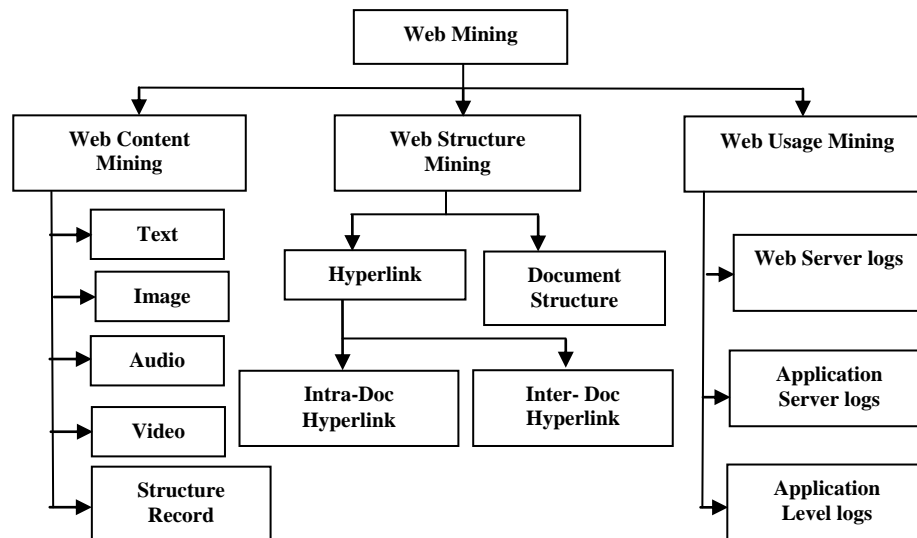 Web Mining
Web Content
Mining
Web Structure
Mining
Web Usage Mining
Text
Image
Audio
Video
Structure
Record
Hyperlink
Document
Structure
Intra-Doc
Hyperlink
Inter- Doc
Hyperlink
Web Server logs
Application
Server logs
Application
Level logs